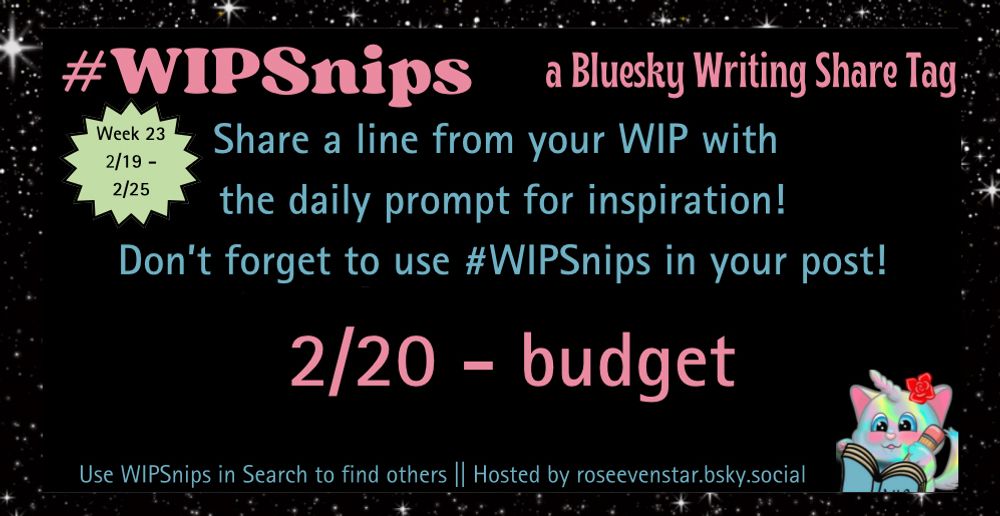 #WIPSnips
a Bluesky Writing Share Tag
Week 23
2/19 -
2/25
Share a line from your WIP with
the daily prompt for inspiration!
Don't forget to use #WIPSnips in your post!
2/20 - budget
Use WIPSnips in Search to find others || Hosted by roseevenstar.bsky.social